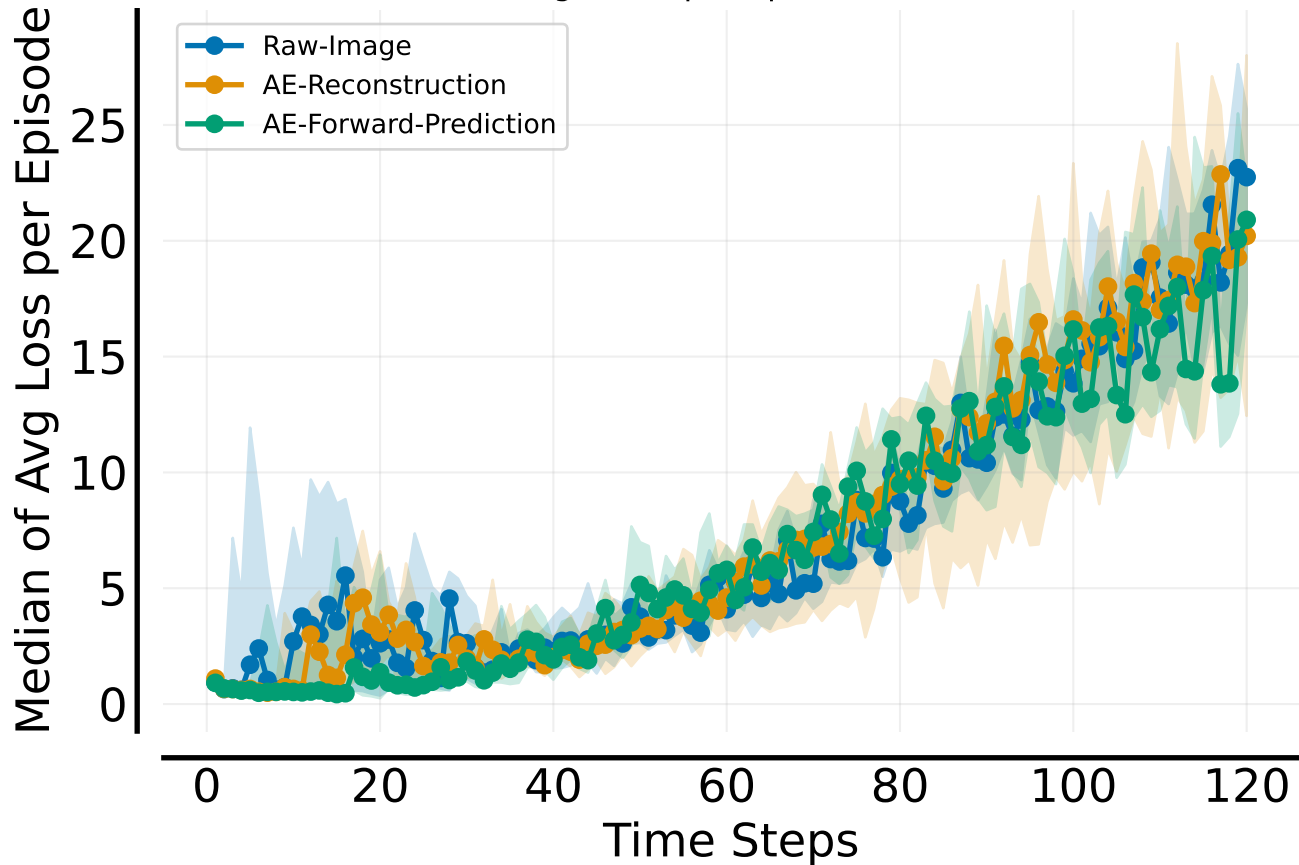 Raw-Image
AE-Reconstruction
AE-Forward-Prediction
Median of Avg Loss per Episode
25
20
15
10
5
0
0 20 40 60 80 100 120
Time Steps